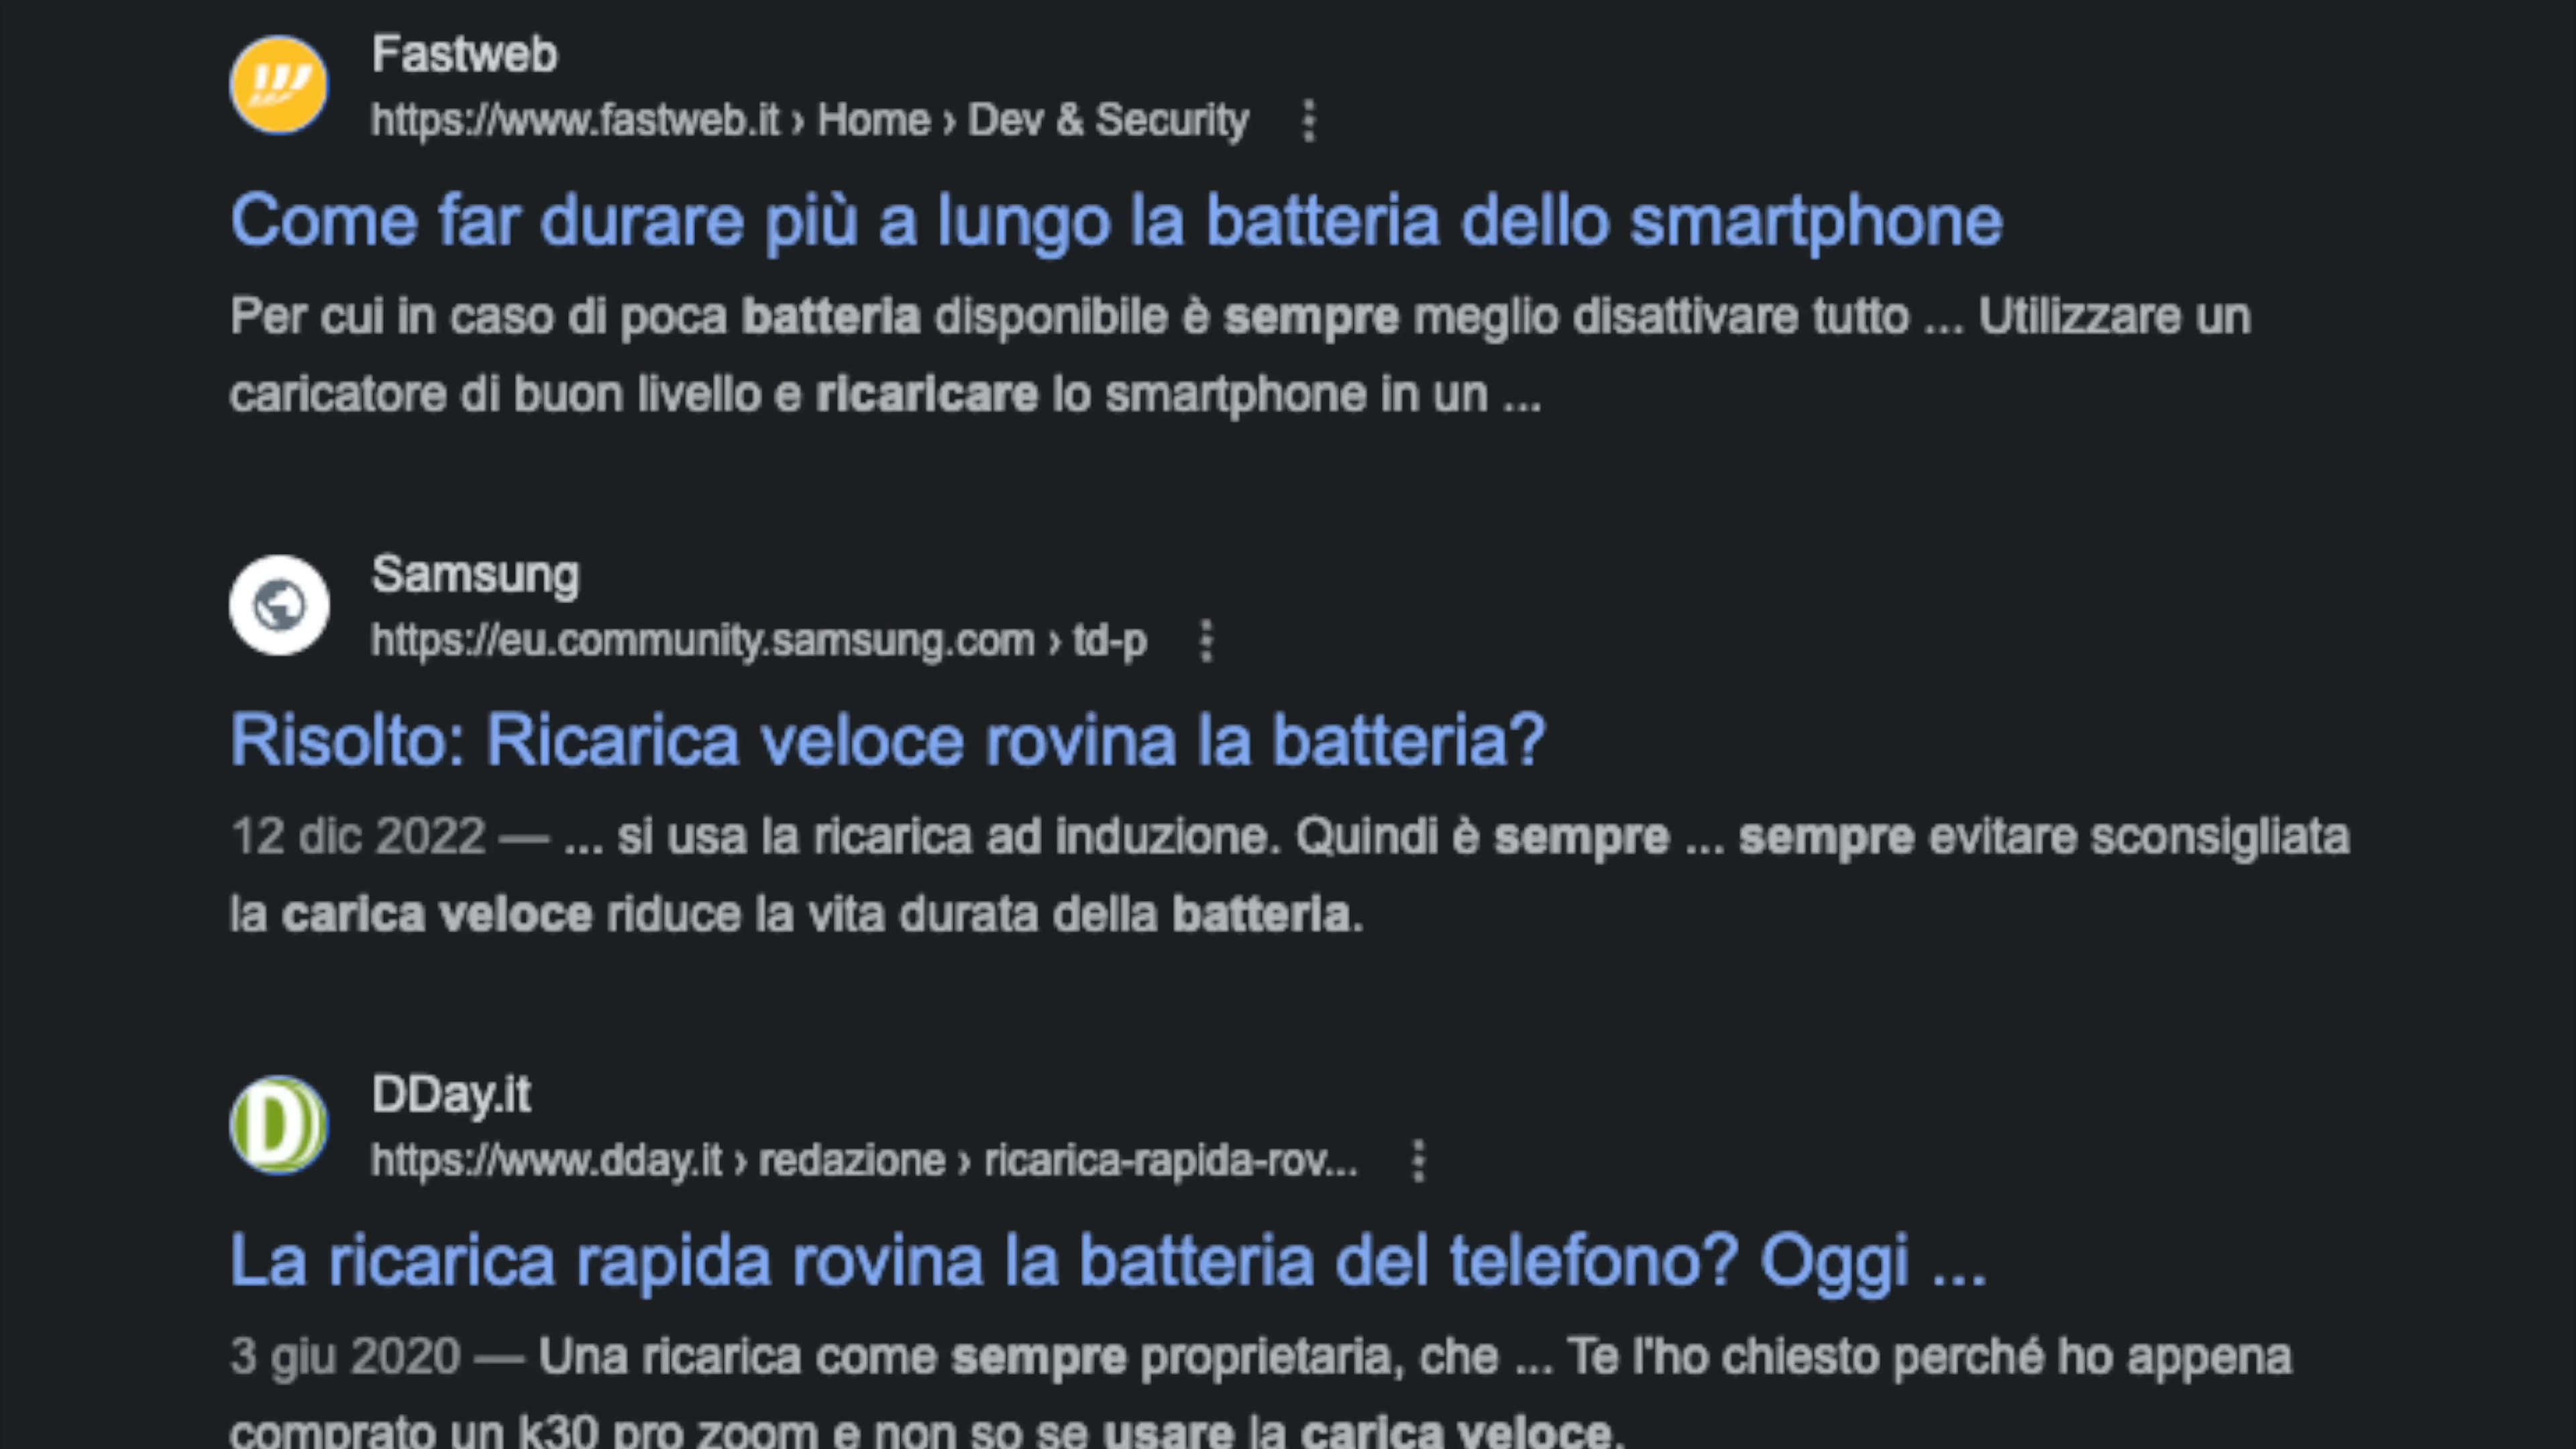 Fastweb
https://www.fastweb.it › Home › Dev & Security
Come far durare più a lungo la batteria dello smartphone
Per cui in caso di poca batteria disponibile è sempre meglio disattivare tutto ... Utilizzare un
caricatore di buon livello e ricaricare lo smartphone in un ...
Samsung
https://eu.community.samsung.com › td-p
Risolto: Ricarica veloce rovina la batteria?
12 dic 2022 — ... si usa la ricarica ad induzione. Quindi è sempre ... sempre evitare sconsigliata
la carica veloce riduce la vita durata della batteria.
D
DDay.it
https://www.dday.it › redazione › ricarica-rapida-rov...
La ricarica rapida rovina la batteria del telefono? Oggi ...
3 giu 2020 — Una ricarica come sempre proprietaria, che ... Te l'ho chiesto perché ho appena
comprato un k30 pro zoom e non so se usare la carica veloce.